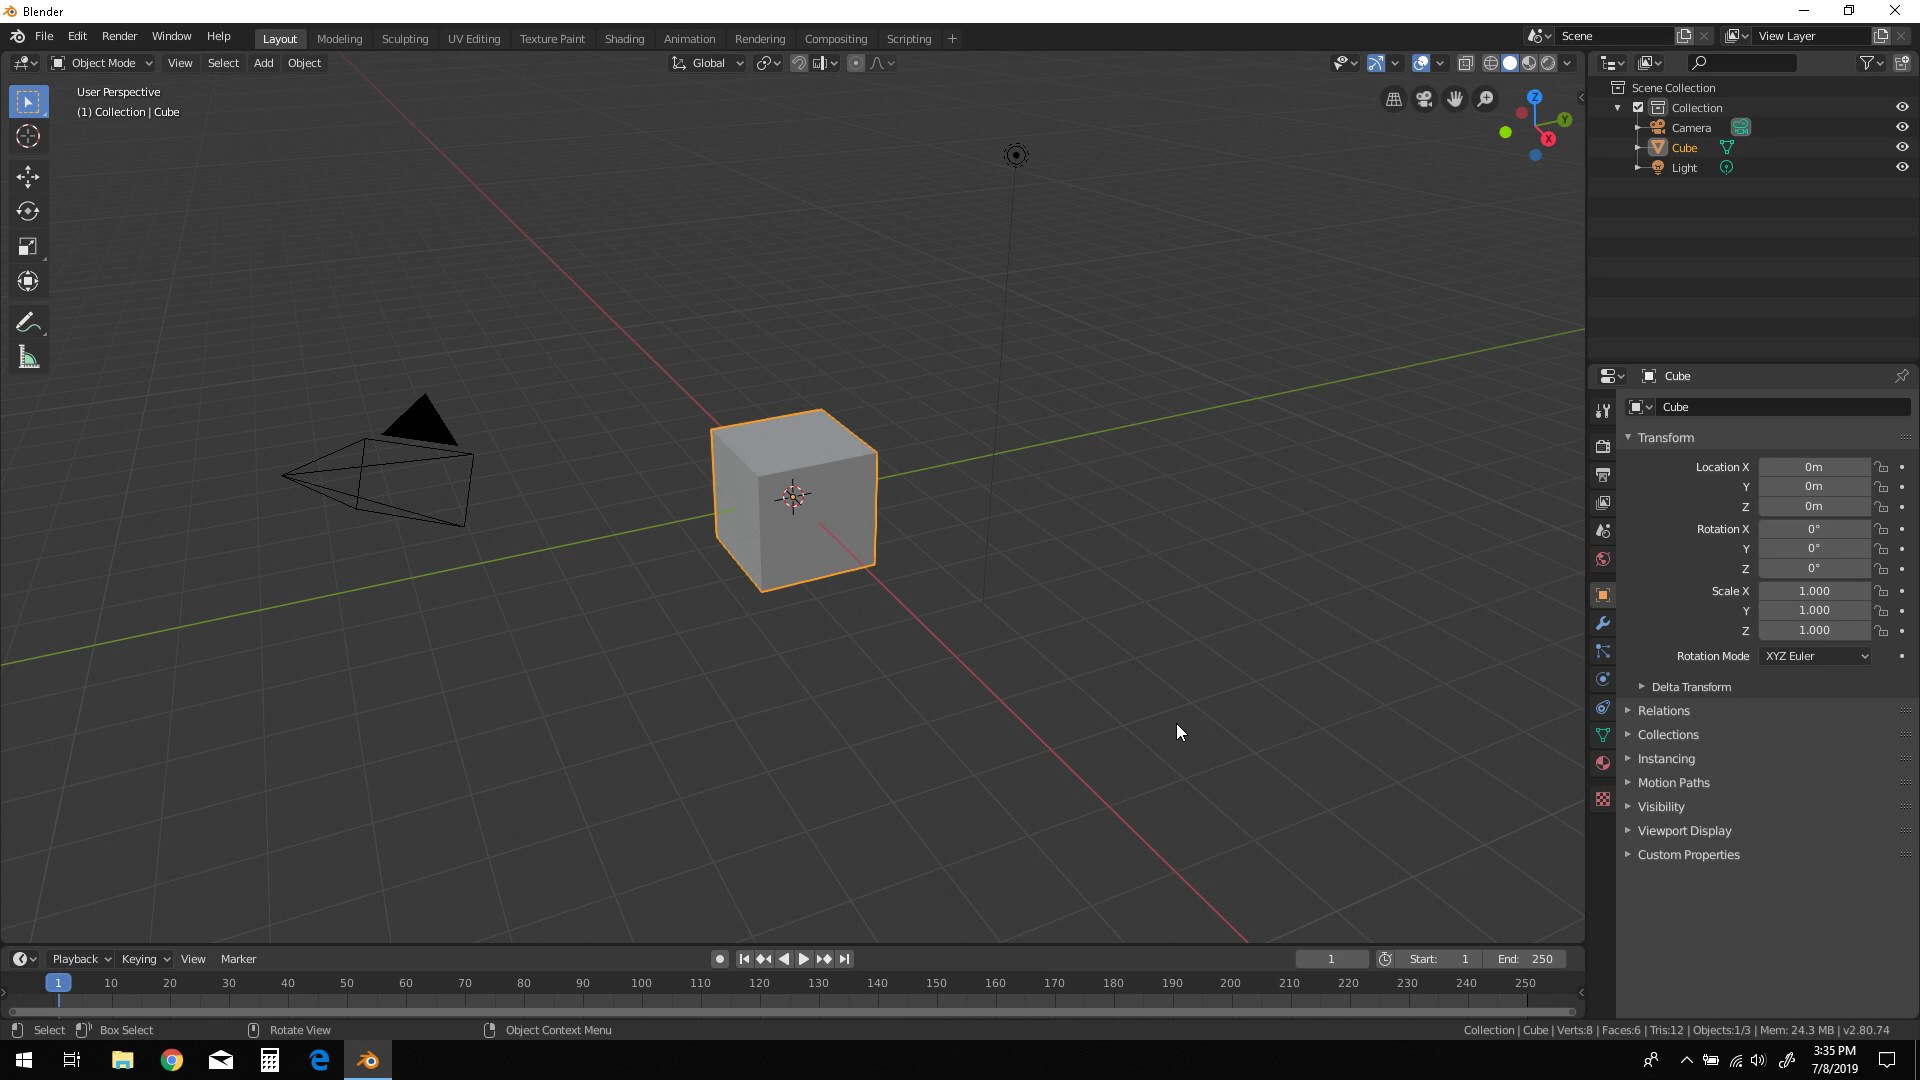 Blender
File Edit Render Window Help
Layout Modeling Sculpting UV Editing Texture Paint Shading Animation Rendering Compositing Scripting +
Scene
View Layer
Object Mode View Select Add Object
Global
User Perspective
(1) Collection | Cube
Z
Y
X
Scene Collection
Collection
Camera
Cube
Light
Cube
Cube
Transform
Location X 0m
Y 0m
Z 0m
Rotation X 0°
Y 0°
Z 0°
Scale X 1.000
Y 1.000
Z 1.000
Rotation Mode XYZ Euler
Delta Transform
Relations
Collections
Instancing
Motion Paths
Visibility
Viewport Display
Custom Properties
Playback Keying View Marker
1 Start: 1 End: 250
1 10 20 30 40 50 60 70 80 90 100 110 120 130 140 150 160 170 180 190 200 210 220 230 240 250
Select Box Select Rotate View Object Context Menu
Collection | Cube | Verts:8 | Faces:6 | Tris:12 | Objects:1/3 | Mem: 24.3 MB | v2.80.74
3:35 PM
7/8/2019